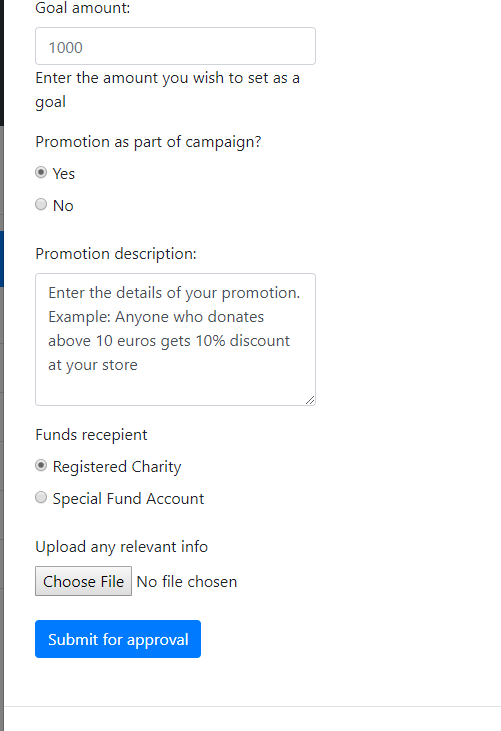 Goal amount:
1000
Enter the amount you wish to set as a
goal
Promotion as part of campaign?
Yes
No
Promotion description:
Enter the details of your promotion.
Example: Anyone who donates
above 10 euros gets 10% discount
at your store
Funds recepient
Registered Charity
Special Fund Account
Upload any relevant info
Choose File No file chosen
Submit for approval